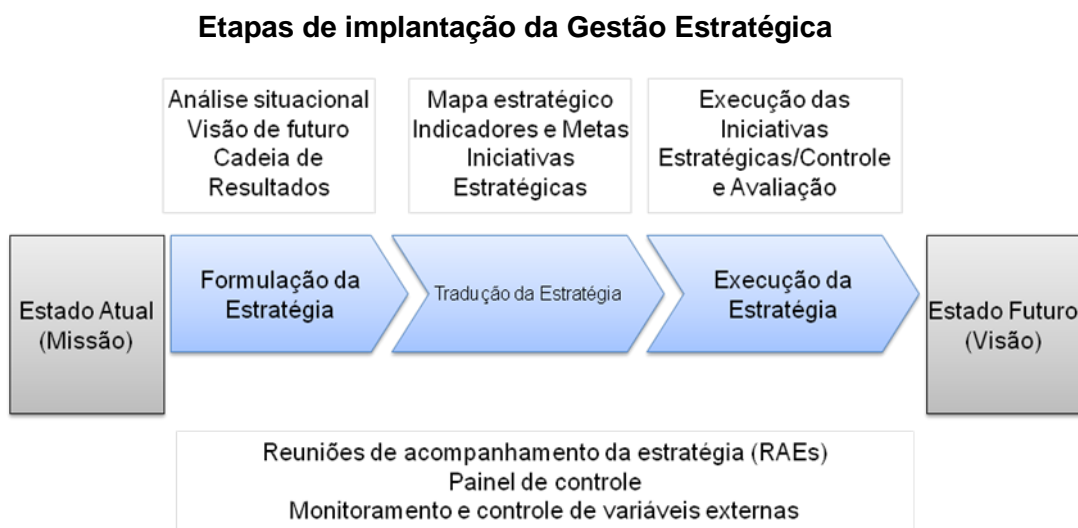 Etapas de implantação da Gestão Estratégica
Análise situacional
Visão de futuro
Cadeia de
Resultados
Mapa estratégico
Indicadores e Metas
Iniciativas
Estratégicas
Execução das
Iniciativas
Estratégicas/Controle
e Avaliação
Estado Atual
(Missão)
Formulação da
Estratégia
Tradução da Estratégia
Execução da
Estratégia
Estado Futuro
(Visão)
Reuniões de acompanhamento da estratégia (RAEs)
Painel de controle
Monitoramento e controle de variáveis externas